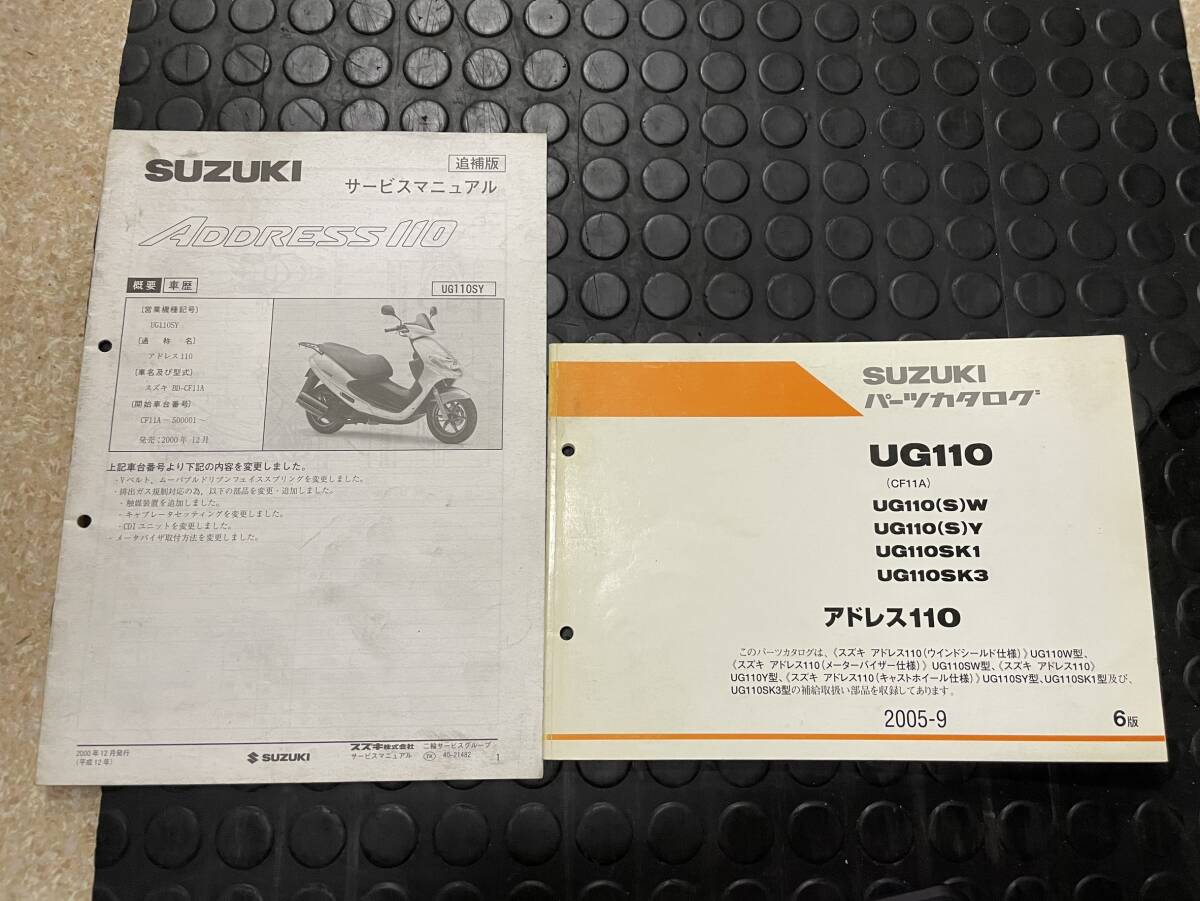 SUZUKI
追補版
サービスマニュアル
ADDRESS110
概要 車歴
UG110SY
〔営業機種記号〕
UG110SY
〔通 称 名〕
アドレス110
〔車名及び型式〕
スズキ BD-CF11A
〔開始車台番号〕
CF11A-500001~
発売:2000年 12月
上記車台番号より下記の内容を変更しました。
・Vベルト、ムーバブルドリブンフェイススプリングを変更しました。
・排出ガス規制対応の為、以下の部品を変更・追加しました。
・触媒装置を追加しました。
・キャブレータセッティングを変更しました。
・CDIユニットを変更しました。
・メータバイザ取付方法を変更しました。
2000年12月発行
(平成12年)
SUZUKI
スズキ株式会社 二輪サービスグループ
サービスマニュアル TK 40-21482
1
SUZUKI
パーツカタログ
UG110
(CF11A)
UG110(S)W
UG110(S)Y
UG110SK1
UG110SK3
アドレス110
このパーツカタログは、《スズキ アドレス110(ウインドシールド仕様)》UG110W型、
《スズキ アドレス110(メーターバイザー仕様)》UG110SW型、《スズキ アドレス110》
UG110Y型、《スズキ アドレス110(キャストホイール仕様)》UG110SY型、UG110SK1型及び、
UG110SK3型の補給取扱い部品を収録してあります。
2005-9
6版